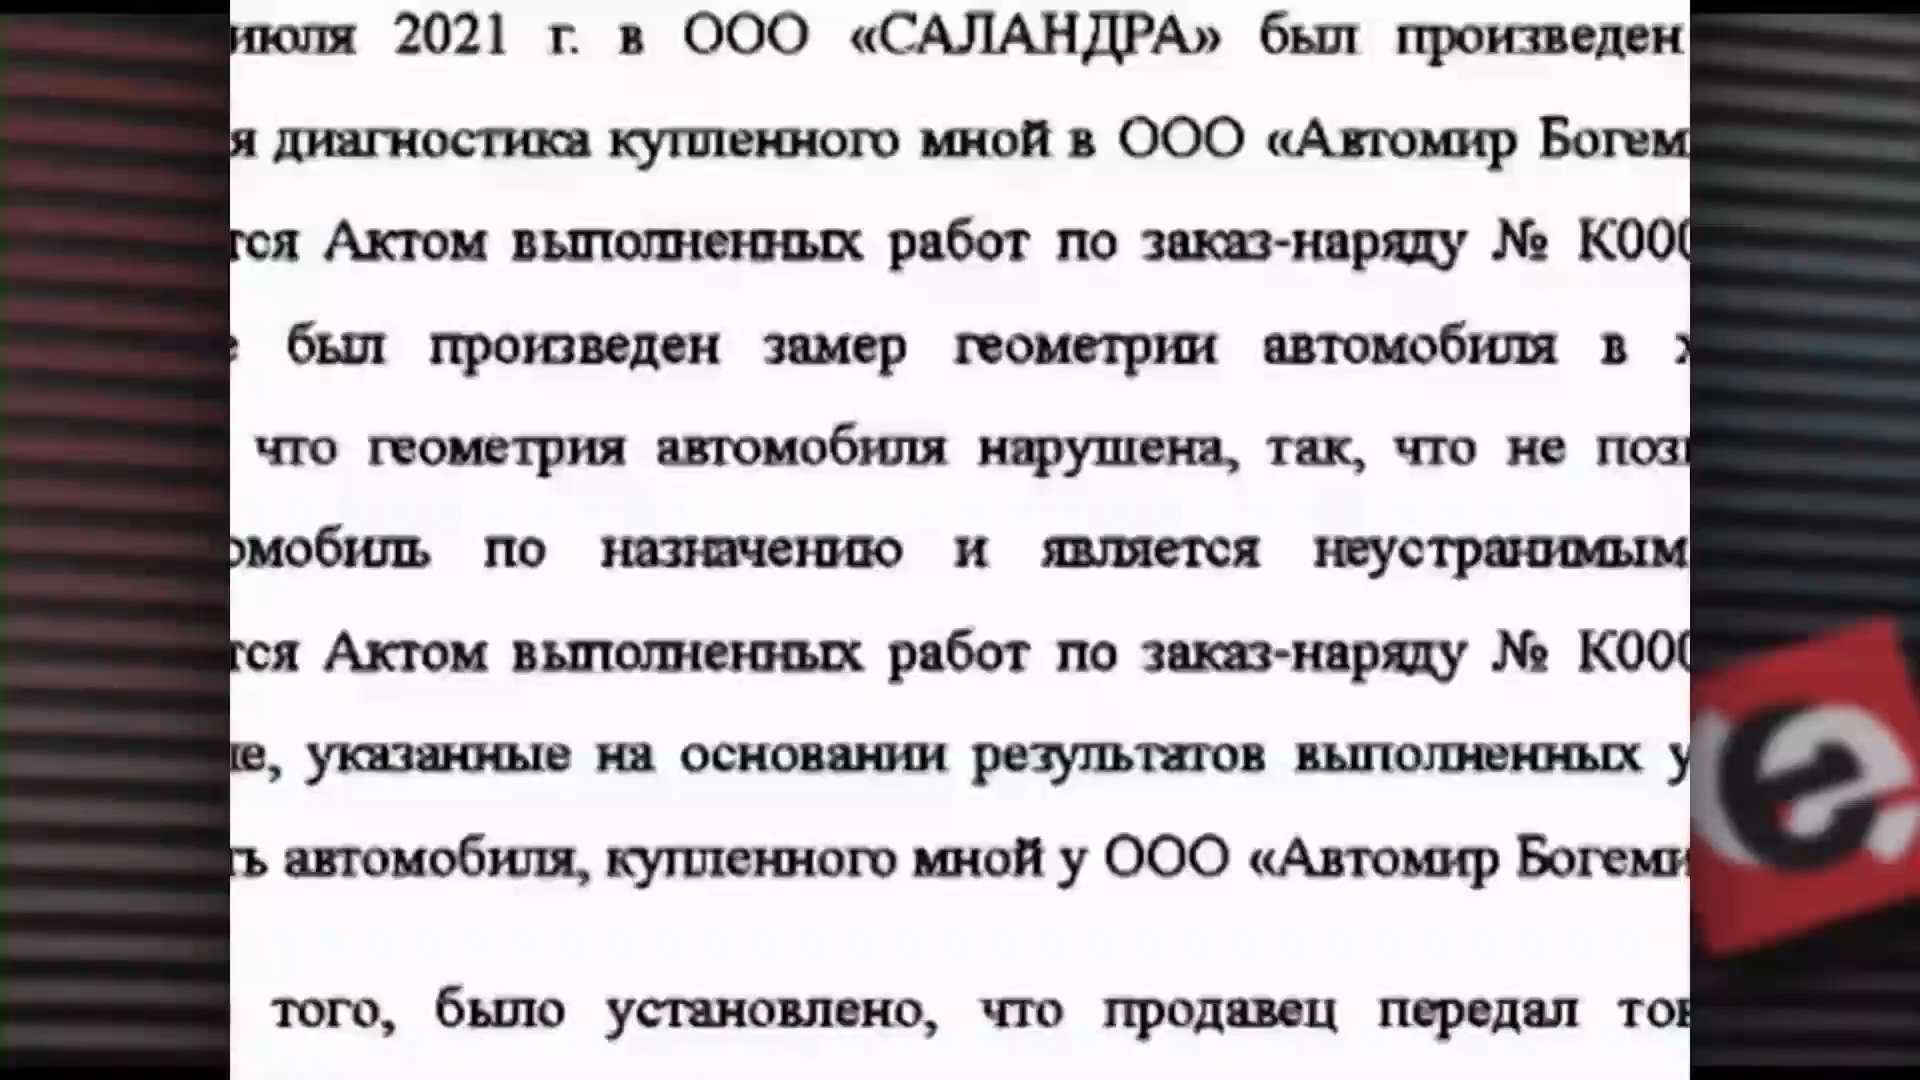 июля 2021 г. в ООО «САЛАНДРА» был произведен
я диагностика купленного мной в ООО «Автомир Богем
тся Актом выполненных работ по заказ-наряду № К000
был произведен замер геометрии автомобиля в
что геометрия автомобиля нарушена, так, что не поз
омобиль по назначению и является неустранимым
тся Актом выполненных работ по заказ-наряду № К000
е, указанные на основании результатов выполненных у
ть автомобиля, купленного мной у ООО «Автомир Богеми
того, было установлено, что продавец передал то